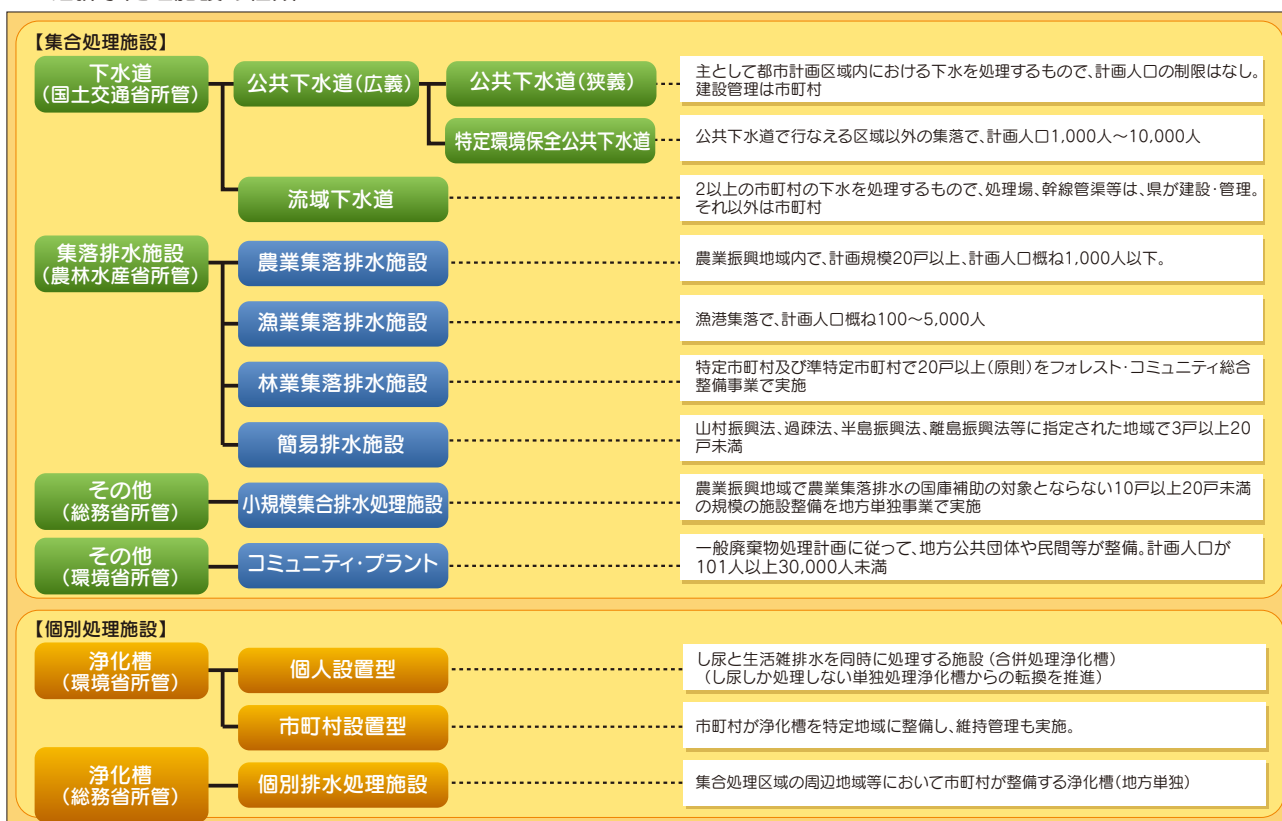 【集合処理施設】
下水道
(国土交通省所管)
公共下水道(広義)
公共下水道(狭義)
主として都市計画区域内における下水を処理するもので、計画人口の制限はなし。
建設管理は市町村
特定環境保全公共下水道
公共下水道で行なえる区域以外の集落で、計画人口1,000人～10,000人
流域下水道
2以上の市町村の下水を処理するもので、処理場、幹線管渠等は、県が建設・管理。
それ以外は市町村
集落排水施設
(農林水産省所管)
農業集落排水施設
農業振興地域内で、計画規模20戸以上、計画人口概ね1,000人以下。
漁業集落排水施設
漁港集落で、計画人口概ね100～5,000人
林業集落排水施設
特定市町村及び準特定市町村で20戸以上(原則)をフォレスト・コミュニティ総合
整備事業で実施
簡易排水施設
山村振興法、過疎法、半島振興法、離島振興法等に指定された地域で3戸以上20
戸未満
その他
(総務省所管)
小規模集合排水処理施設
農業振興地域で農業集落排水の国庫補助の対象とならない10戸以上20戸未満
の規模の施設整備を地方単独事業で実施
その他
(環境省所管)
コミュニティ・プラント
一般廃棄物処理計画に従って、地方公共団体や民間等が整備。計画人口が
101人以上30,000人未満
【個別処理施設】
浄化槽
(環境省所管)
個人設置型
し尿と生活雑排水を同時に処理する施設(合併処理浄化槽)
(し尿しか処理しない単独処理浄化槽からの転換を推進)
市町村設置型
市町村が浄化槽を特定地域に整備し、維持管理も実施。
浄化槽
(総務省所管)
個別排水処理施設
集合処理区域の周辺地域等において市町村が整備する浄化槽(地方単独)